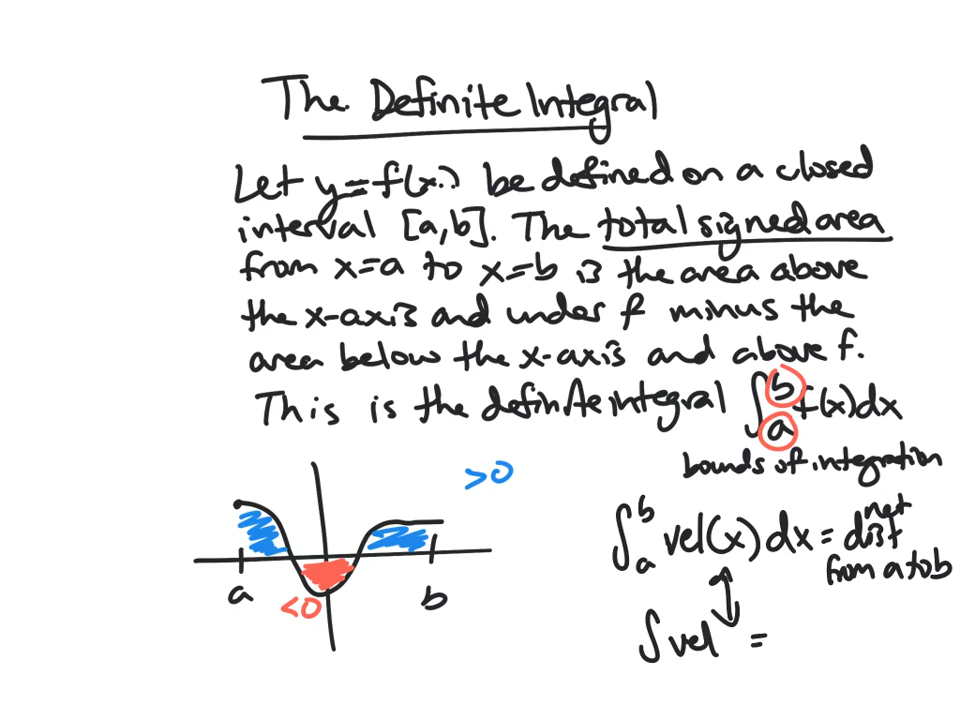 The Definite Integral
Let y=f(x) be defined on a closed
interval [a,b]. The total signed area
from x=a to x=b is the area above
the x-axis and under f minus the
area below the x-axis and above f.
This is the definite integral ∫_a^b f(x)dx
bounds of integration
>0
a
<0
b
∫_a^b vel(x) dx = net dist
from a to b
∫ vel =